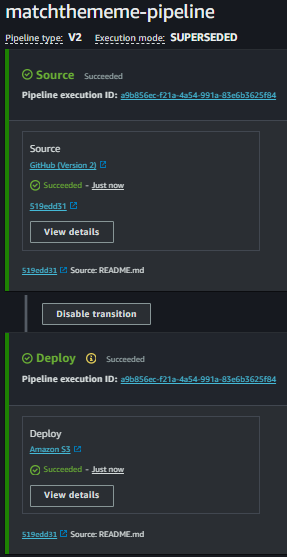 matchthememe-pipeline
Pipeline type: V2 Execution mode: SUPERSEDED
Source Succeeded
Pipeline execution ID: a9b856ec-f21a-4a54-991a-83e6b3625f84
Source
GitHub (Version 2)
Succeeded - Just now
519edd31
View details
519edd31 Source: README.md
Disable transition
Deploy Succeeded
Pipeline execution ID: a9b856ec-f21a-4a54-991a-83e6b3625f84
Deploy
Amazon S3
Succeeded - Just now
View details
519edd31 Source: README.md